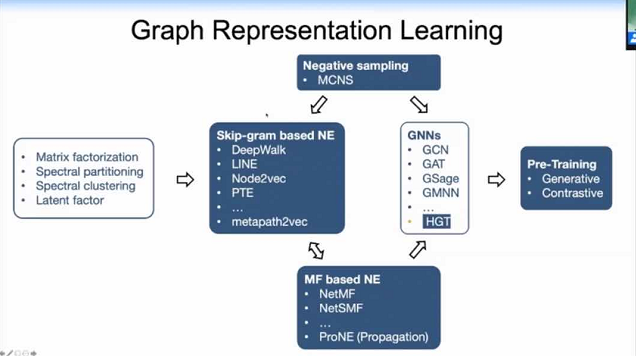 Graph Representation Learning
Negative sampling
• MCNS
• Matrix factorization
• Spectral partitioning
• Spectral clustering
• Latent factor
Skip-gram based NE
• DeepWalk
• LINE
• Node2vec
• PTE
• ...
• metapath2vec
GNNs
• GCN
• GAT
• GSage
• GMNN
• ...
• HGT
Pre-Training
• Generative
• Contrastive
MF based NE
• NetMF
• NetSMF
• ...
• ProNE (Propagation)